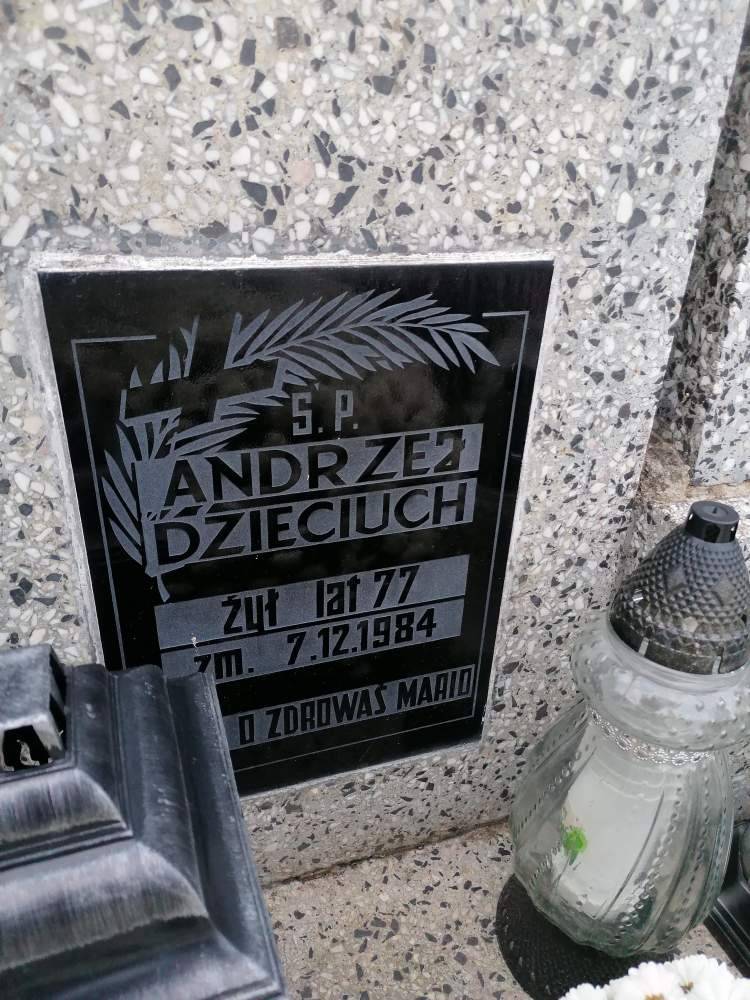 Ś. P.
ANDRZEJ
DZIECIUCH
żył lat 77
zm. 7.12.1984
O ZDROWAŚ MARIO